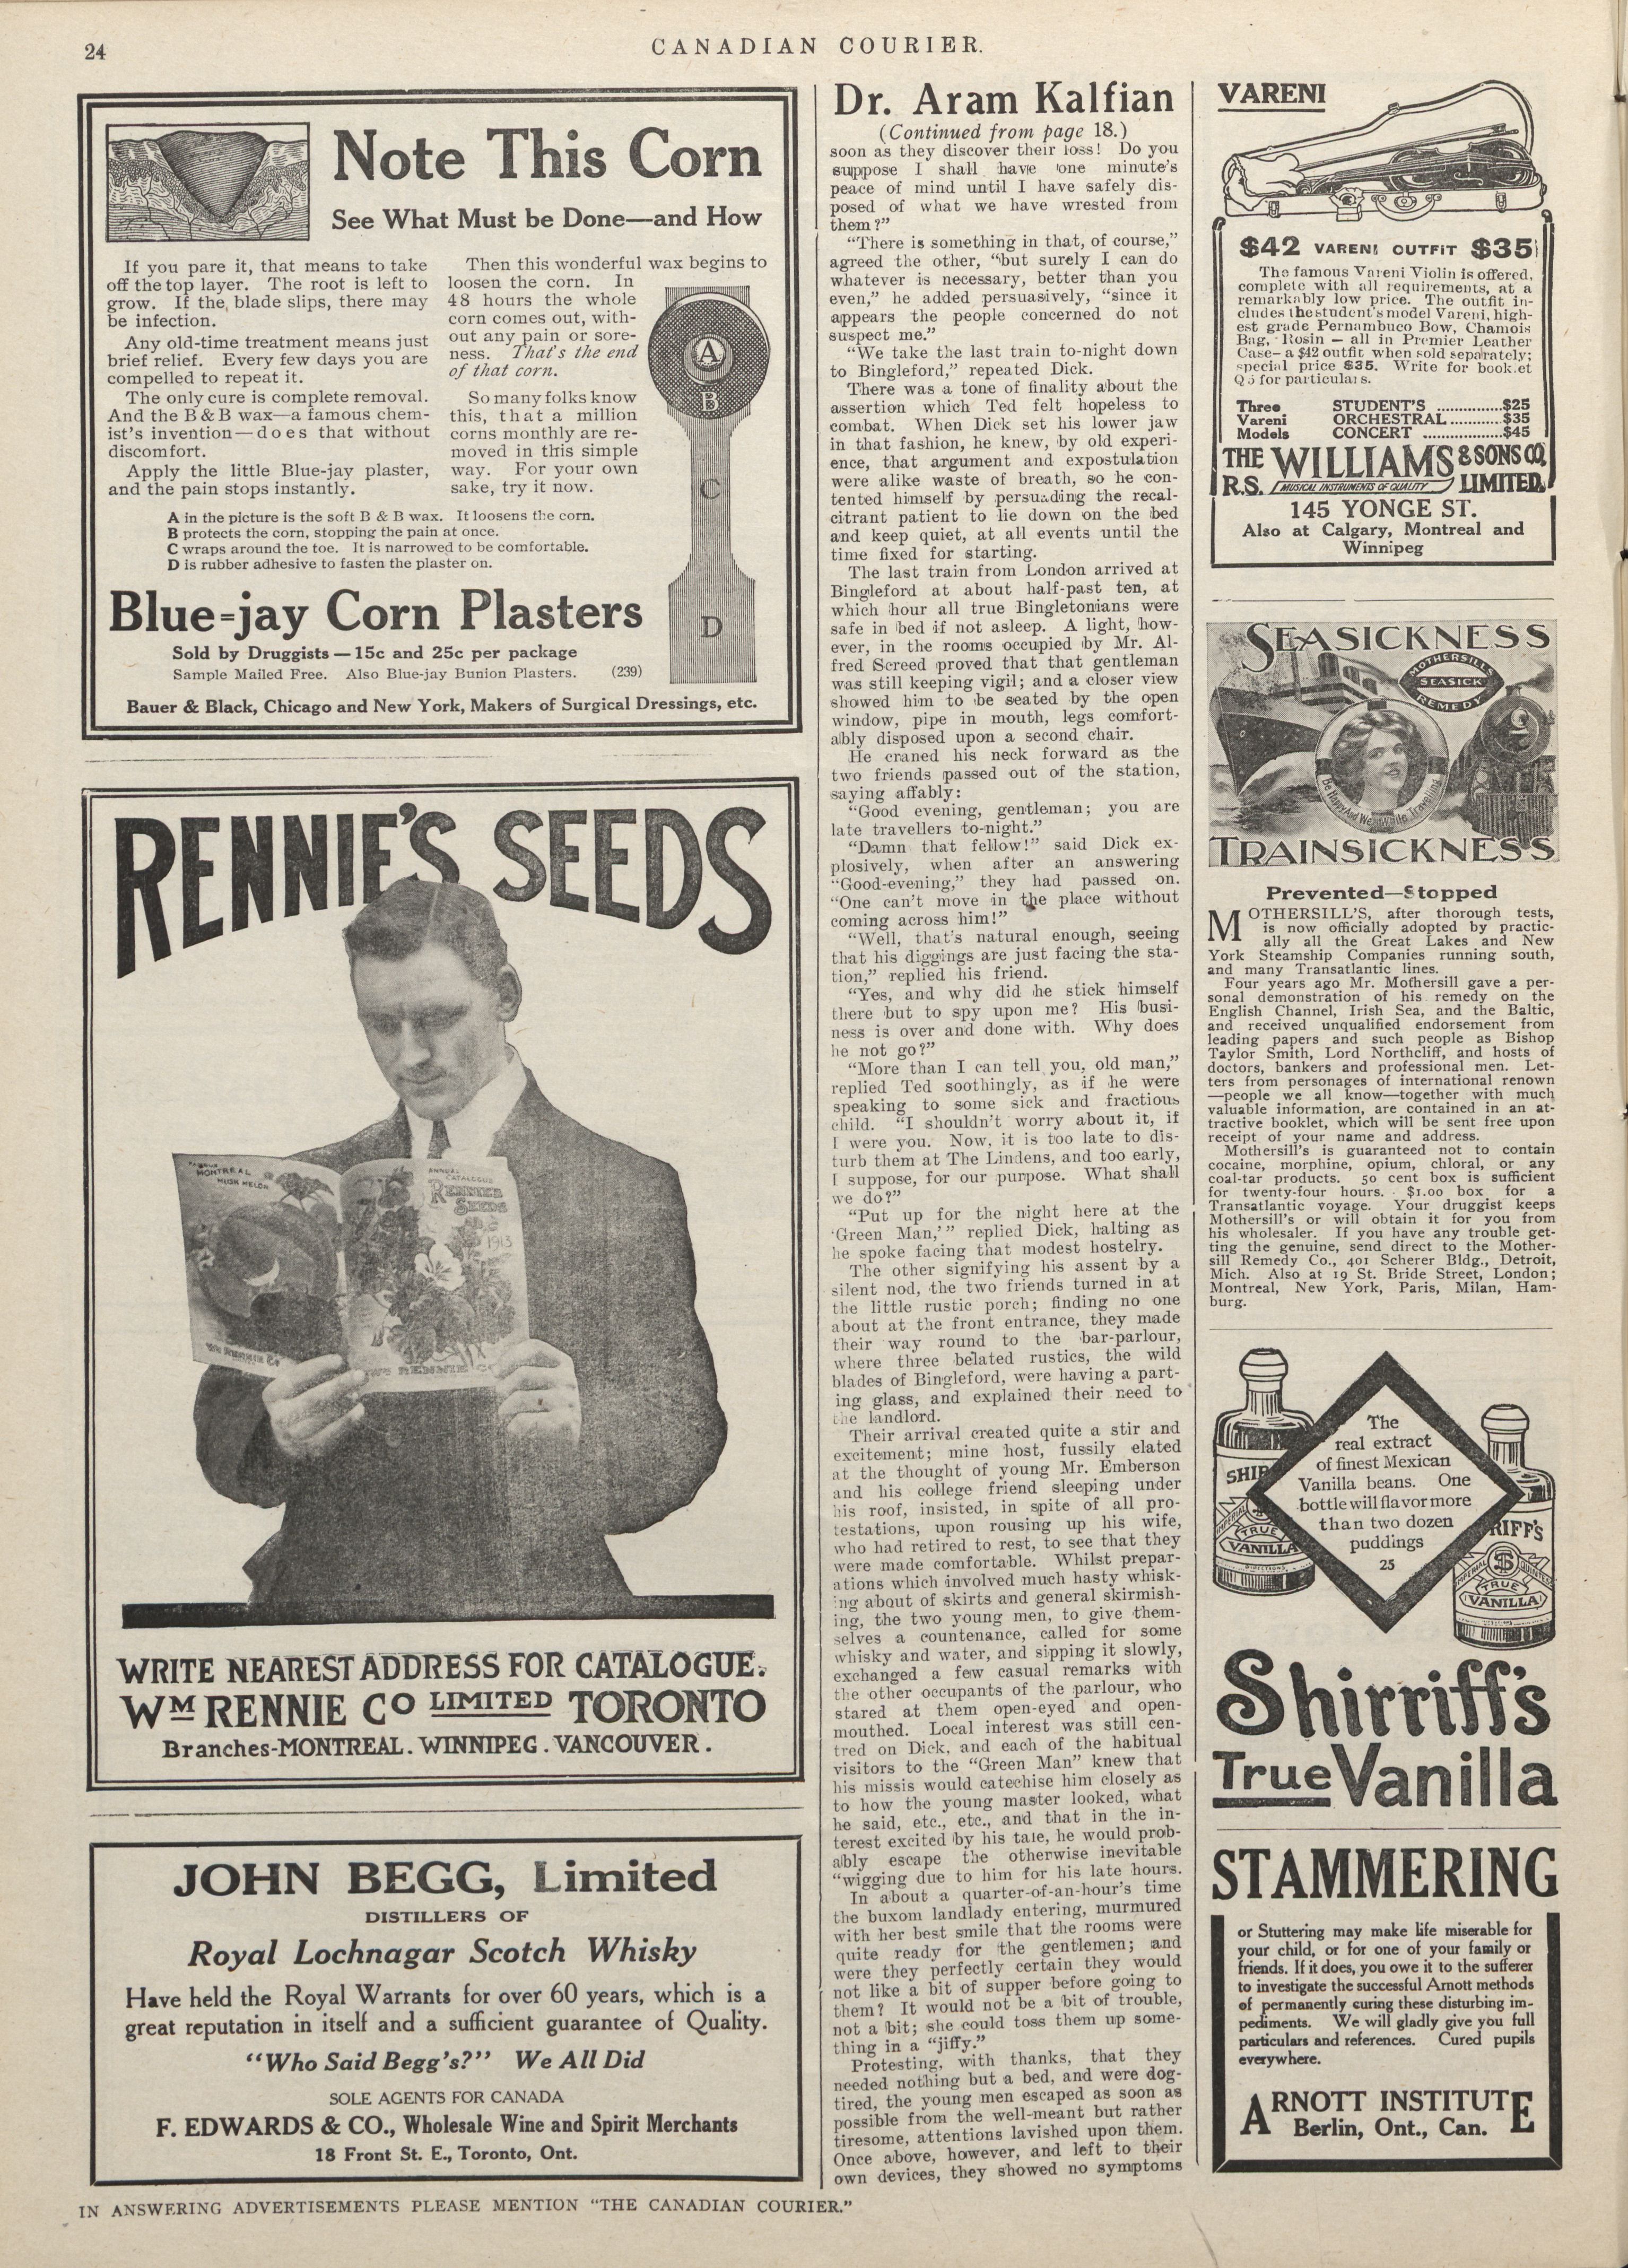 24
CANADIAN COURIER.
Note This Corn
See What Must be Done—and How
If you pare it, that means to take
off the top layer. The root is left to
grow. If the blade slips, there may
be infection.
Any old-time treatment means just
brief relief. Every few days you are
compelled to repeat it.
The only cure is complete removal.
And the B & B wax—a famous chem-
ist's invention—does that without
discomfort.
Apply the little Blue-jay plaster,
and the pain stops instantly.
Then this wonderful wax begins to
loosen the corn. In
48 hours the whole
corn comes out, with-
out any pain or sore-
ness. That's the end
of that corn.
So many folks know
this, that a million
corns monthly are re-
moved in this simple
way. For your own
sake, try it now.
A
B
C
D
A in the picture is the soft B & B wax. It loosens the corn.
B protects the corn, stopping the pain at once.
C wraps around the toe. It is narrowed to be comfortable.
D is rubber adhesive to fasten the plaster on.
Blue=jay Corn Plasters
Sold by Druggists — 15c and 25c per package
Sample Mailed Free. Also Blue-jay Bunion Plasters. (239)
Bauer & Black, Chicago and New York, Makers of Surgical Dressings, etc.
RENNIE'S SEEDS
MONTREAL
MUSK MELON
ANNUAL
CATALOGUE
RENNIE'S
SEEDS
1913
WM RENNIE CO
WRITE NEAREST ADDRESS FOR CATALOGUE.
WM RENNIE CO LIMITED TORONTO
Branches-MONTREAL. WINNIPEG. VANCOUVER.
JOHN BEGG, Limited
DISTILLERS OF
Royal Lochnagar Scotch Whisky
Have held the Royal Warrants for over 60 years, which is a
great reputation in itself and a sufficient guarantee of Quality.
"Who Said Begg's?" We All Did
SOLE AGENTS FOR CANADA
F. EDWARDS & CO., Wholesale Wine and Spirit Merchants
18 Front St. E., Toronto, Ont.
Dr. Aram Kalfian
(Continued from page 18.)
soon as they discover their loss! Do you
suppose I shall have one minute's
peace of mind until I have safely dis-
posed of what we have wrested from
them?"
"There is something in that, of course,"
agreed the other, "but surely I can do
whatever is necessary, better than you
even," he added persuasively, "since it
appears the people concerned do not
suspect me."
"We take the last train to-night down
to Bingleford," repeated Dick.
There was a tone of finality about the
assertion which Ted felt hopeless to
combat. When Dick set his lower jaw
in that fashion, he knew, by old experi-
ence, that argument and expostulation
were alike waste of breath, so he con-
tented himself by persuading the recal-
citrant patient to lie down on the bed
and keep quiet, at all events until the
time fixed for starting.
The last train from London arrived at
Bingleford at about half-past ten, at
which hour all true Bingletonians were
safe in bed if not asleep. A light, how-
ever, in the rooms occupied by Mr. Al-
fred Screed proved that that gentleman
was still keeping vigil; and a closer view
showed him to be seated by the open
window, pipe in mouth, legs comfort-
ably disposed upon a second chair.
He craned his neck forward as the
two friends passed out of the station,
saying affably:
"Good evening, gentleman; you are
late travellers to-night."
"Damn that fellow!" said Dick ex-
plosively, when after an answering
"Good-evening," they had passed on.
"One can't move in the place without
coming across him!"
"Well, that's natural enough, seeing
that his diggings are just facing the sta-
tion," replied his friend.
"Yes, and why did he stick himself
there but to spy upon me? His busi-
ness is over and done with. Why does
he not go?"
"More than I can tell you, old man,"
replied Ted soothingly, as if he were
speaking to some sick and fractious
child. "I shouldn't worry about it, if
I were you. Now, it is too late to dis-
turb them at The Lindens, and too early,
I suppose, for our purpose. What shall
we do?"
"Put up for the night here at the
'Green Man,'" replied Dick, halting as
he spoke facing that modest hostelry.
The other signifying his assent by a
silent nod, the two friends turned in at
the little rustic porch; finding no one
about at the front entrance, they made
their way round to the bar-parlour,
where three belated rustics, the wild
blades of Bingleford, were having a part-
ing glass, and explained their need to
the landlord.
Their arrival created quite a stir and
excitement; mine host, fussily elated
at the thought of young Mr. Emberson
and his college friend sleeping under
his roof, insisted, in spite of all pro-
testations, upon rousing up his wife,
who had retired to rest, to see that they
were made comfortable. Whilst prepar-
ations which involved much hasty whisk-
ing about of skirts and general skirmish-
ing, the two young men, to give them-
selves a countenance, called for some
whisky and water, and sipping it slowly,
exchanged a few casual remarks with
the other occupants of the parlour, who
stared at them open-eyed and open-
mouthed. Local interest was still cen-
tred on Dick, and each of the habitual
visitors to the "Green Man" knew that
his missis would catechise him closely as
to how the young master looked, what
he said, etc., etc., and that in the in-
terest excited by his tale, he would prob-
ably escape the otherwise inevitable
"wigging due to him for his late hours.
In about a quarter-of-an-hour's time
the buxom landlady entering, murmured
with her best smile that the rooms were
quite ready for the gentlemen; and
were they perfectly certain they would
not like a bit of supper before going to
them? It would not be a bit of trouble,
not a bit; she could toss them up some-
thing in a "jiffy."
Protesting, with thanks, that they
needed nothing but a bed, and were dog-
tired, the young men escaped as soon as
possible from the well-meant but rather
tiresome, attentions lavished upon them.
Once above, however, and left to their
own devices, they showed no symptoms
VARENI
$42 VARENI OUTFIT $35
The famous Vareni Violin is offered,
complete with all requirements, at a
remarkably low price. The outfit in-
cludes the student's model Vareni, high-
est grade Pernambuco Bow, Chamois
Bag, Rosin — all in Premier Leather
Case—a $42 outfit when sold separately;
special price $35. Write for booklet
Q 5 for particulars.
Three STUDENT'S ..............$25
Vareni ORCHESTRAL ...........$35
Models CONCERT ................$45
THE R.S. WILLIAMS & SONS CO. LIMITED.
MUSICAL INSTRUMENTS OF QUALITY
145 YONGE ST.
Also at Calgary, Montreal and
Winnipeg
SEASICKNESS
MOTHERSILL'S
SEASICK
REMEDY
Be Happy And Well While Travelling
TRAINSICKNESS
Prevented—Stopped
MOTHERSILL'S, after thorough tests,
is now officially adopted by practic-
ally all the Great Lakes and New
York Steamship Companies running south,
and many Transatlantic lines.
Four years ago Mr. Mothersill gave a per-
sonal demonstration of his remedy on the
English Channel, Irish Sea, and the Baltic,
and received unqualified endorsement from
leading papers and such people as Bishop
Taylor Smith, Lord Northcliff, and hosts of
doctors, bankers and professional men. Let-
ters from personages of international renown
—people we all know—together with much
valuable information, are contained in an at-
tractive booklet, which will be sent free upon
receipt of your name and address.
Mothersill's is guaranteed not to contain
cocaine, morphine, opium, chloral, or any
coal-tar products. 50 cent box is sufficient
for twenty-four hours. $1.00 box for a
Transatlantic voyage. Your druggist keeps
Mothersill's or will obtain it for you from
his wholesaler. If you have any trouble get-
ting the genuine, send direct to the Mother-
sill Remedy Co., 401 Scherer Bldg., Detroit,
Mich. Also at 19 St. Bride Street, London;
Montreal, New York, Paris, Milan, Ham-
burg.
The
real extract
of finest Mexican
Vanilla beans. One
bottle will flavor more
than two dozen
puddings
25
SHIR
TRUE
VANILLA
RIFF'S
TRUE
VANILLA
Shirriff's
True Vanilla
STAMMERING
or Stuttering may make life miserable for
your child, or for one of your family or
friends. If it does, you owe it to the sufferer
to investigate the successful Arnott methods
of permanently curing these disturbing im-
pediments. We will gladly give you full
particulars and references. Cured pupils
everywhere.
ARNOTT INSTITUTE
Berlin, Ont., Can.
IN ANSWERING ADVERTISEMENTS PLEASE MENTION "THE CANADIAN COURIER."